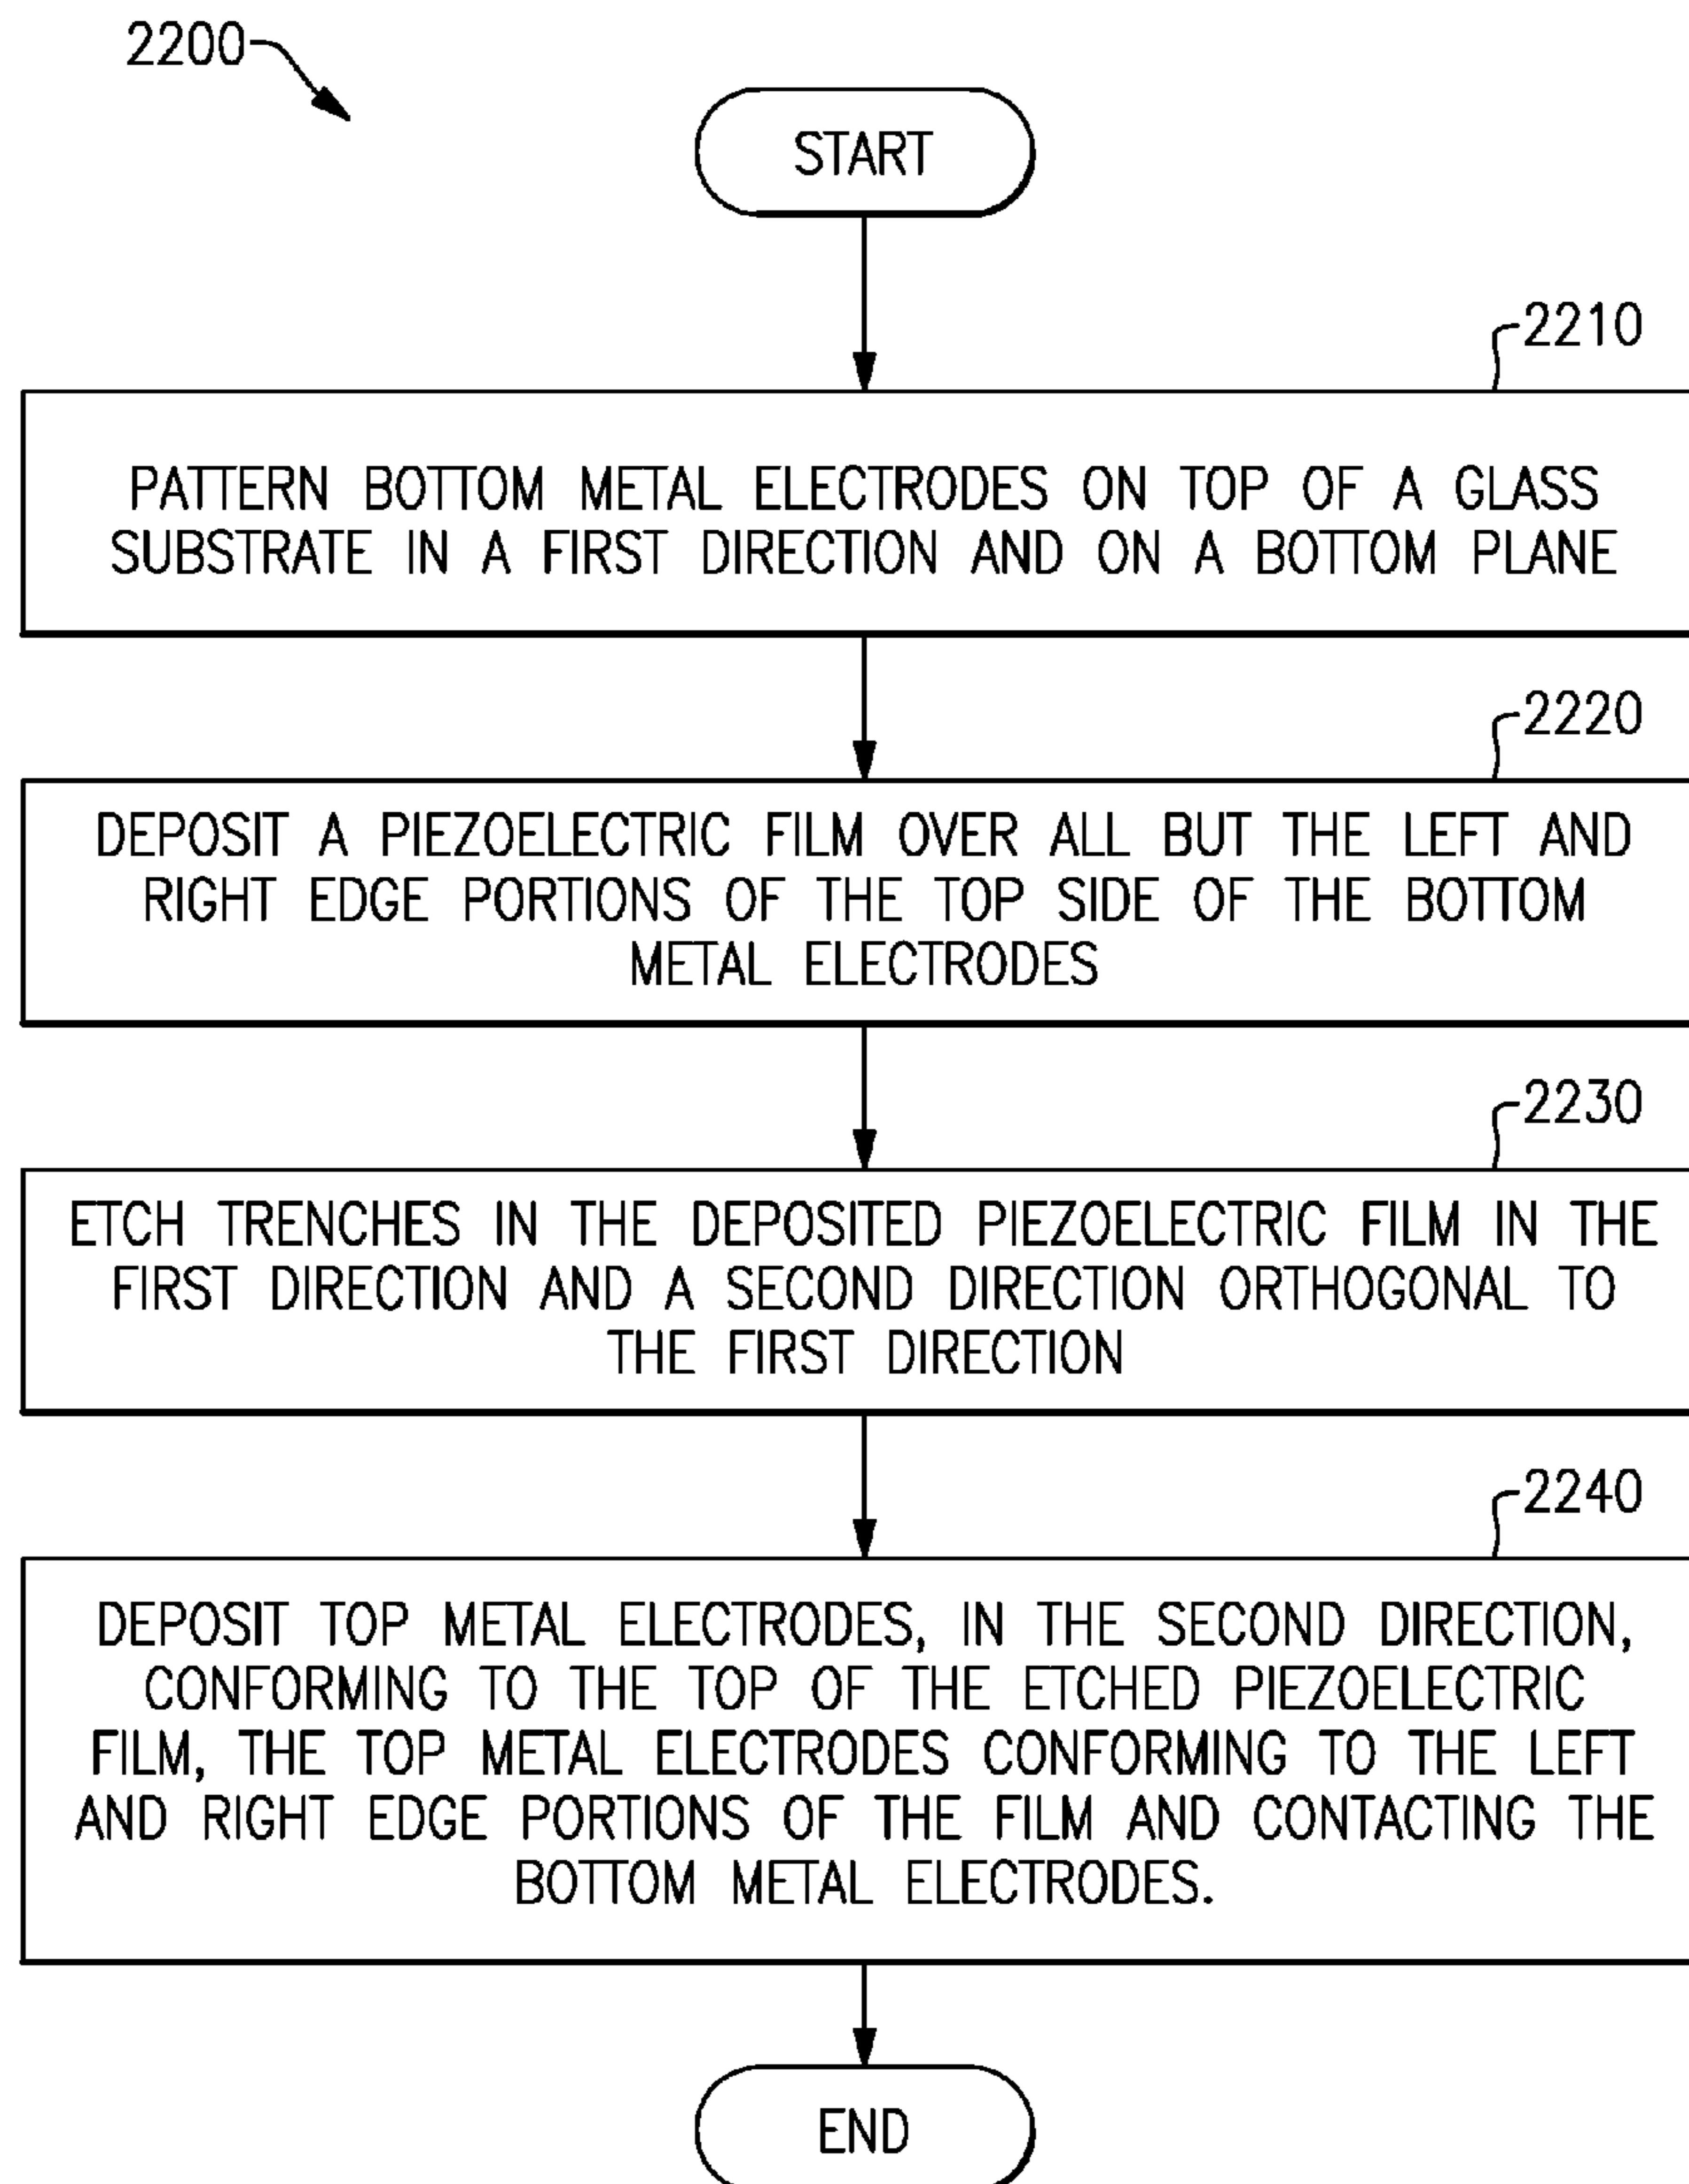 2200
START
2210
PATTERN BOTTOM METAL ELECTRODES ON TOP OF A GLASS
SUBSTRATE IN A FIRST DIRECTION AND ON A BOTTOM PLANE
2220
DEPOSIT A PIEZOELECTRIC FILM OVER ALL BUT THE LEFT AND
RIGHT EDGE PORTIONS OF THE TOP SIDE OF THE BOTTOM
METAL ELECTRODES
2230
ETCH TRENCHES IN THE DEPOSITED PIEZOELECTRIC FILM IN THE
FIRST DIRECTION AND A SECOND DIRECTION ORTHOGONAL TO
THE FIRST DIRECTION
2240
DEPOSIT TOP METAL ELECTRODES, IN THE SECOND DIRECTION,
CONFORMING TO THE TOP OF THE ETCHED PIEZOELECTRIC
FILM, THE TOP METAL ELECTRODES CONFORMING TO THE LEFT
AND RIGHT EDGE PORTIONS OF THE FILM AND CONTACTING THE
BOTTOM METAL ELECTRODES.
END